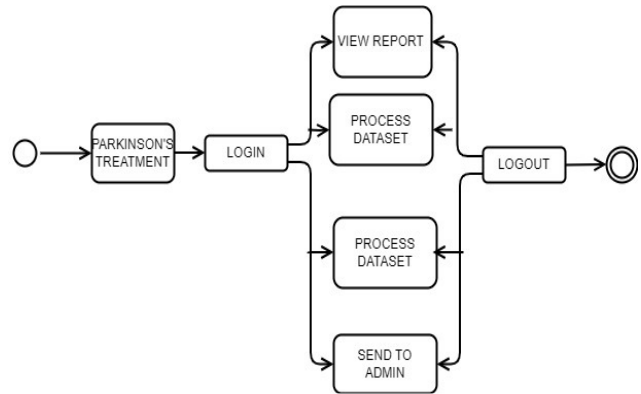 VIEW REPORT
PROCESS
DATASET
PARKINSON'S
TREATMENT
LOGIN
LOGOUT
PROCESS
DATASET
SEND TO
ADMIN